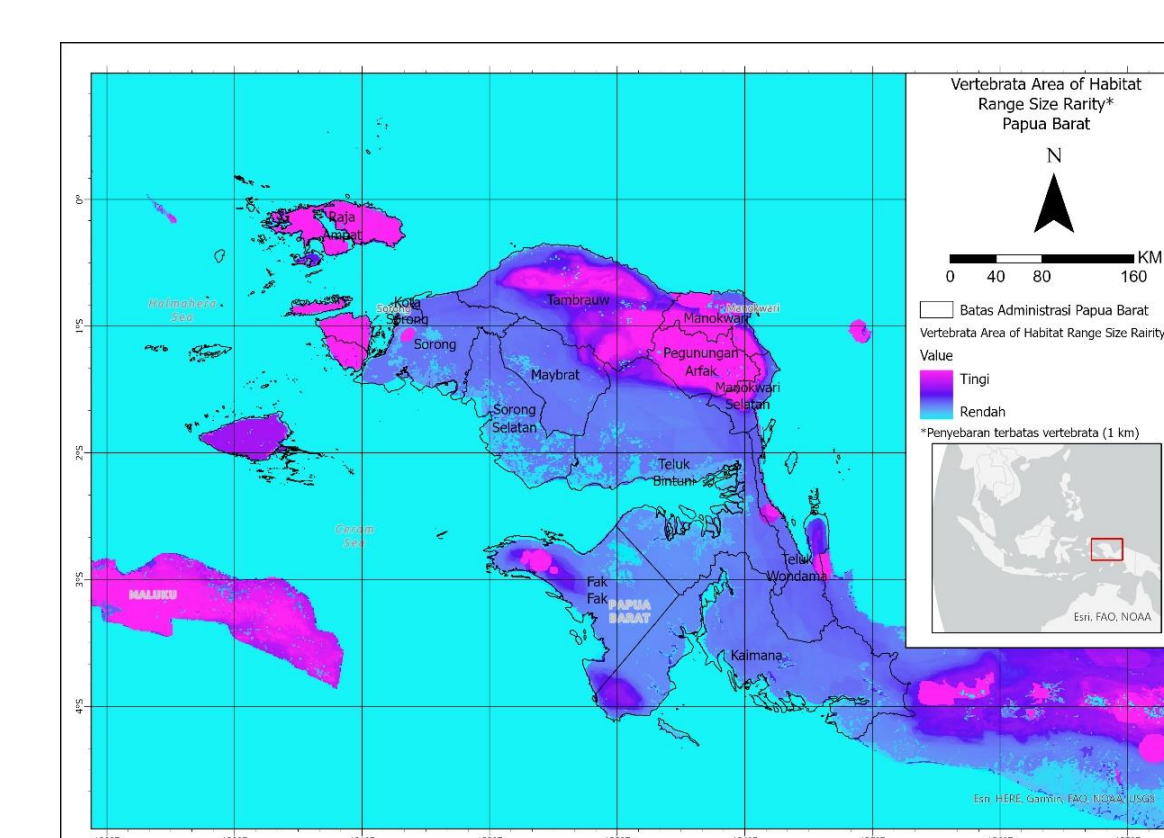 Vertebrata Area of Habitat
Range Size Rarity*
Papua Barat
N
KM
0 40 80 160
Batas Administrasi Papua Barat
Vertebrata Area of Habitat Range Size Rairity
Value
Tingi
Rendah
*Penyebaran terbatas vertebrata (1 km)
Esri, FAO, NOAA
0°
1°S
2°S
3°S
4°S
Raja
Ampat
Halmahera
Sea
Kota
Sorong
Sorong
Sorong
Tambrauw
Manokwari
Manokwari
Pegunungan
Arfak
Manokwari
Selatan
Maybrat
Sorong
Selatan
Teluk
Bintuni
Ceram
Sea
MALUKU
Fak
Fak
PAPUA
BARAT
Teluk
Wondama
Kaimana
Esri, HERE, Garmin, FAO, NOAA, USGS